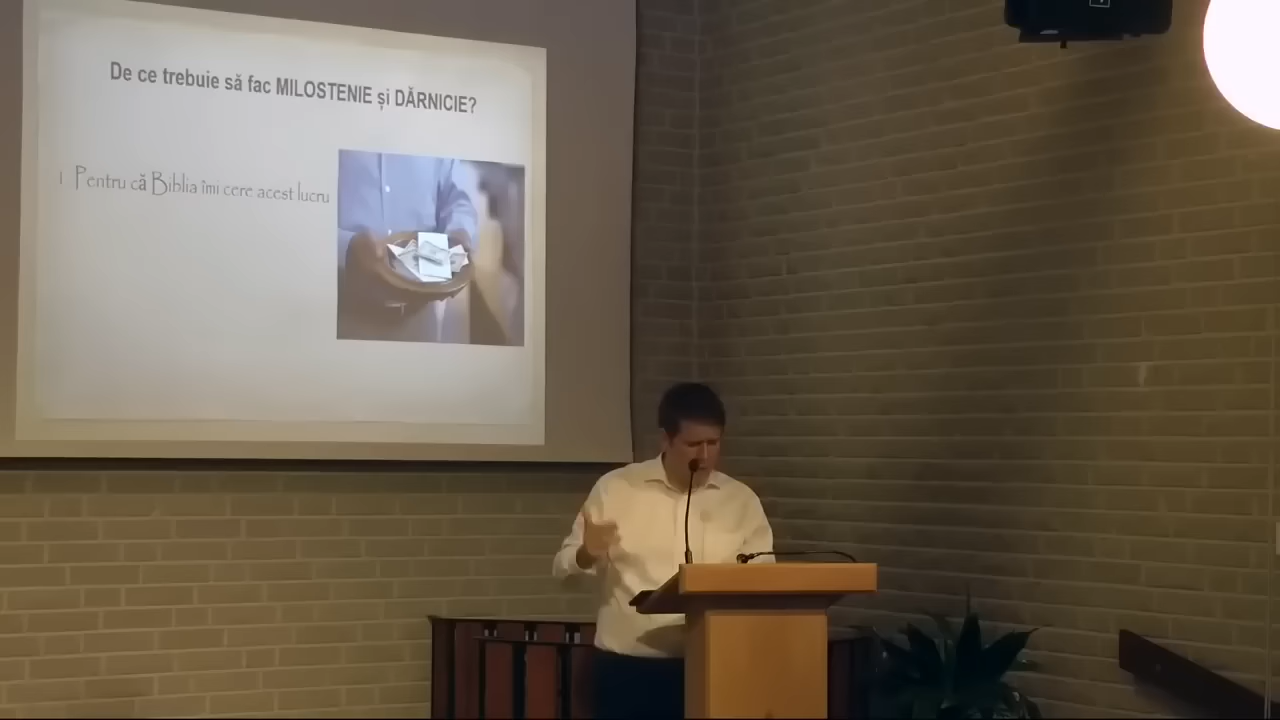 De ce trebuie să fac MILOSTENIE și DĂRNICIE?
1 Pentru că Biblia îmi cere acest lucru